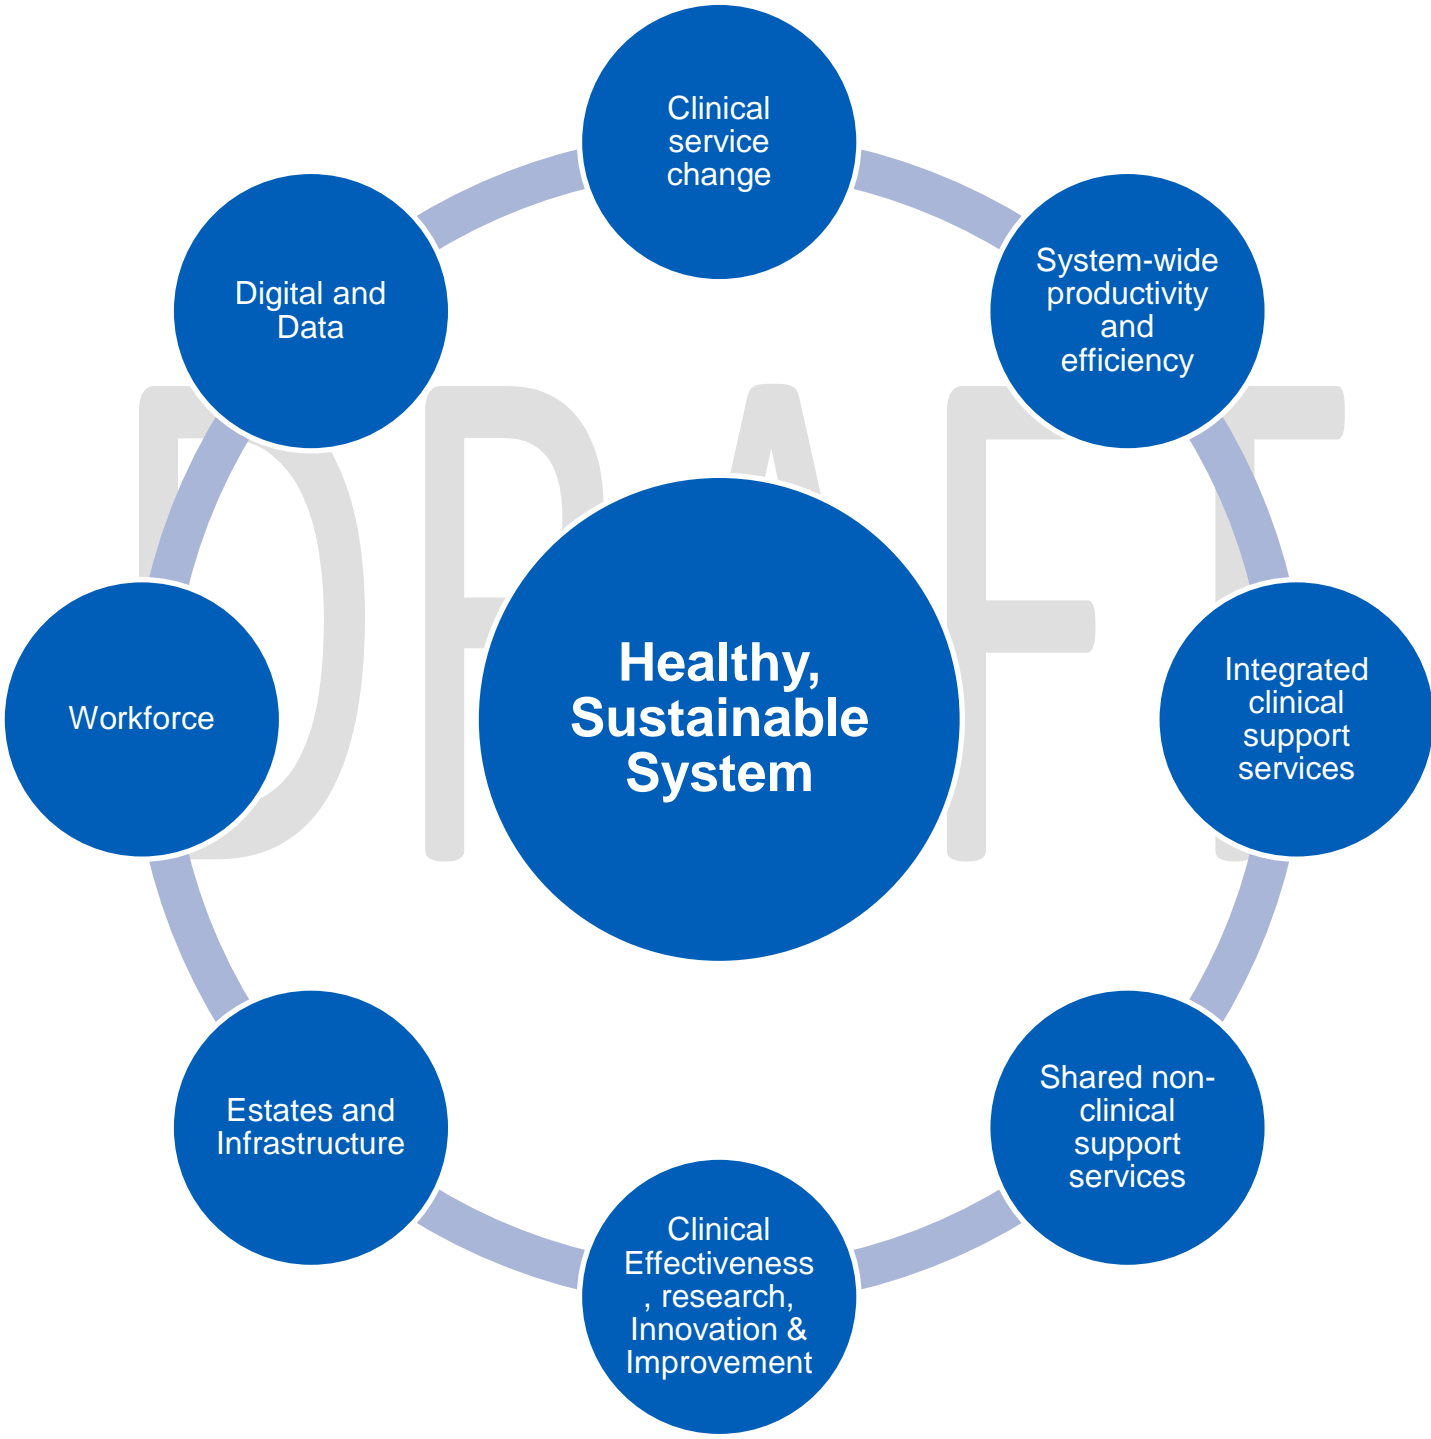 Clinical
service
change
System-wide
productivity
and
efficiency
Digital and
Data
DRAFT
Healthy,
Sustainable
System
Workforce
Integrated
clinical
support
services
Shared non-
clinical
support
services
Estates and
Infrastructure
Clinical
Effectiveness
, research,
Innovation &
Improvement